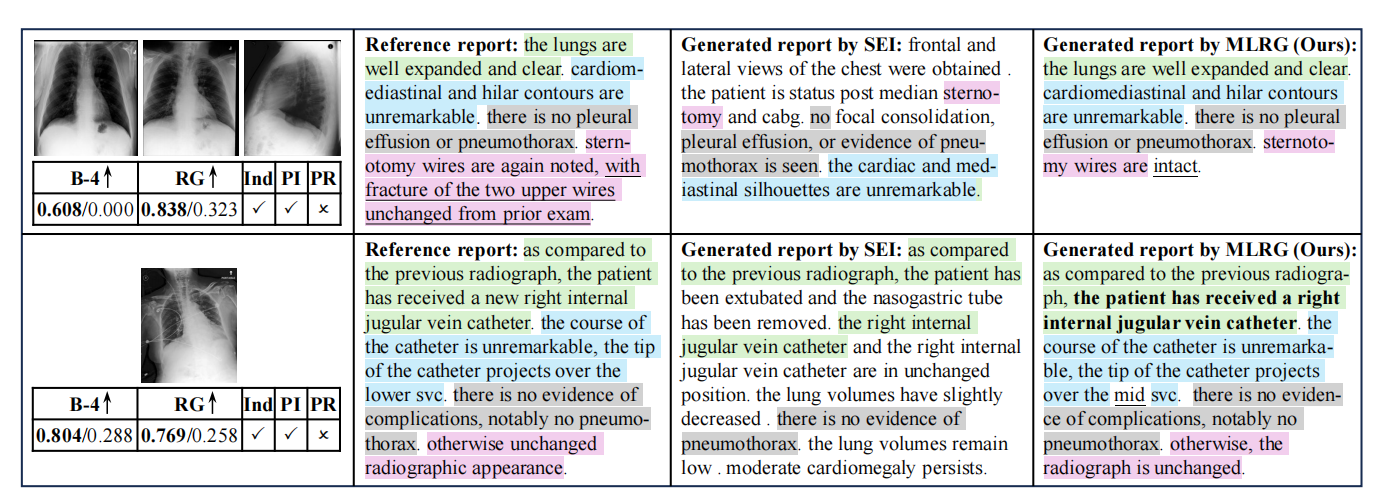 Reference report: the lungs are
well expanded and clear. cardiom-
ediastinal and hilar contours are
unremarkable. there is no pleural
effusion or pneumothorax. stern-
otomy wires are again noted, with
fracture of the two upper wires
unchanged from prior exam.
Generated report by SEI: frontal and
lateral views of the chest were obtained .
the patient is status post median sterno-
tomy and cabg. no focal consolidation,
pleural effusion, or evidence of pneu-
mothorax is seen. the cardiac and med-
iastinal silhouettes are unremarkable.
Generated report by MLRG (Ours):
the lungs are well expanded and clear.
cardiomediastinal and hilar contours
are unremarkable. there is no pleural
effusion or pneumothorax. sternoto-
my wires are intact.
B-4↑ RG↑ Ind PI PR
0.608/0.000 0.838/0.323 ✓ ✓ ×
Reference report: as compared to
the previous radiograph, the patient
has received a new right internal
jugular vein catheter. the course of
the catheter is unremarkable, the tip
of the catheter projects over the
lower svc. there is no evidence of
complications, notably no pneumo-
thorax. otherwise unchanged
radiographic appearance.
Generated report by SEI: as compared
to the previous radiograph, the patient has
been extubated and the nasogastric tube
has been removed. the right internal
jugular vein catheter and the right internal
jugular vein catheter are in unchanged
position. the lung volumes have slightly
decreased . there is no evidence of
pneumothorax. the lung volumes remain
low . moderate cardiomegaly persists.
Generated report by MLRG (Ours):
as compared to the previous radiogra-
ph, the patient has received a right
internal jugular vein catheter. the
course of the catheter is unremarka-
ble, the tip of the catheter projects
over the mid svc. there is no eviden-
ce of complications, notably no
pneumothorax. otherwise, the
radiograph is unchanged.
B-4↑ RG↑ Ind PI PR
0.804/0.288 0.769/0.258 ✓ ✓ ×